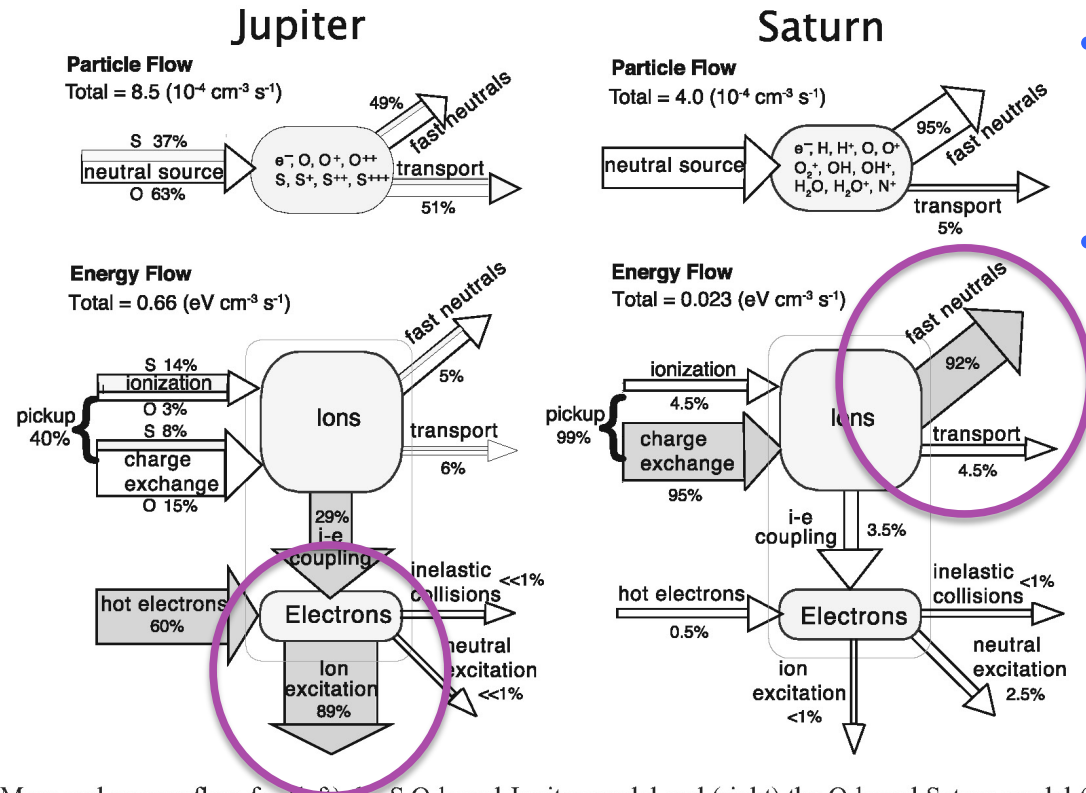 Jupiter
Particle Flow
Total = 8.5 (10⁻⁴ cm⁻³ s⁻¹)
S 37%
neutral source
O 63%
e⁻, O, O⁺, O⁺⁺
S, S⁺, S⁺⁺, S⁺⁺⁺
49%
fast neutrals
transport
51%
Energy Flow
Total = 0.66 (eV cm⁻³ s⁻¹)
pickup
40%
S 14%
ionization
O 3%
S 8%
charge
exchange
O 15%
Ions
fast neutrals
5%
transport
6%
29%
i-e
coupling
hot electrons
60%
Electrons
inelastic
collisions <<1%
neutral
excitation
<<1%
Ion
excitation
89%
Saturn
Particle Flow
Total = 4.0 (10⁻⁴ cm⁻³ s⁻¹)
neutral source
e⁻, H, H⁺, O, O⁺
O₂⁺, OH, OH⁺,
H₂O, H₂O⁺, N⁺
95%
fast neutrals
transport
5%
Energy Flow
Total = 0.023 (eV cm⁻³ s⁻¹)
pickup
99%
ionization
4.5%
charge
exchange
95%
Ions
fast neutrals
92%
transport
4.5%
i-e
coupling
3.5%
hot electrons
0.5%
Electrons
inelastic
collisions <1%
neutral
excitation
2.5%
ion
excitation
<1%